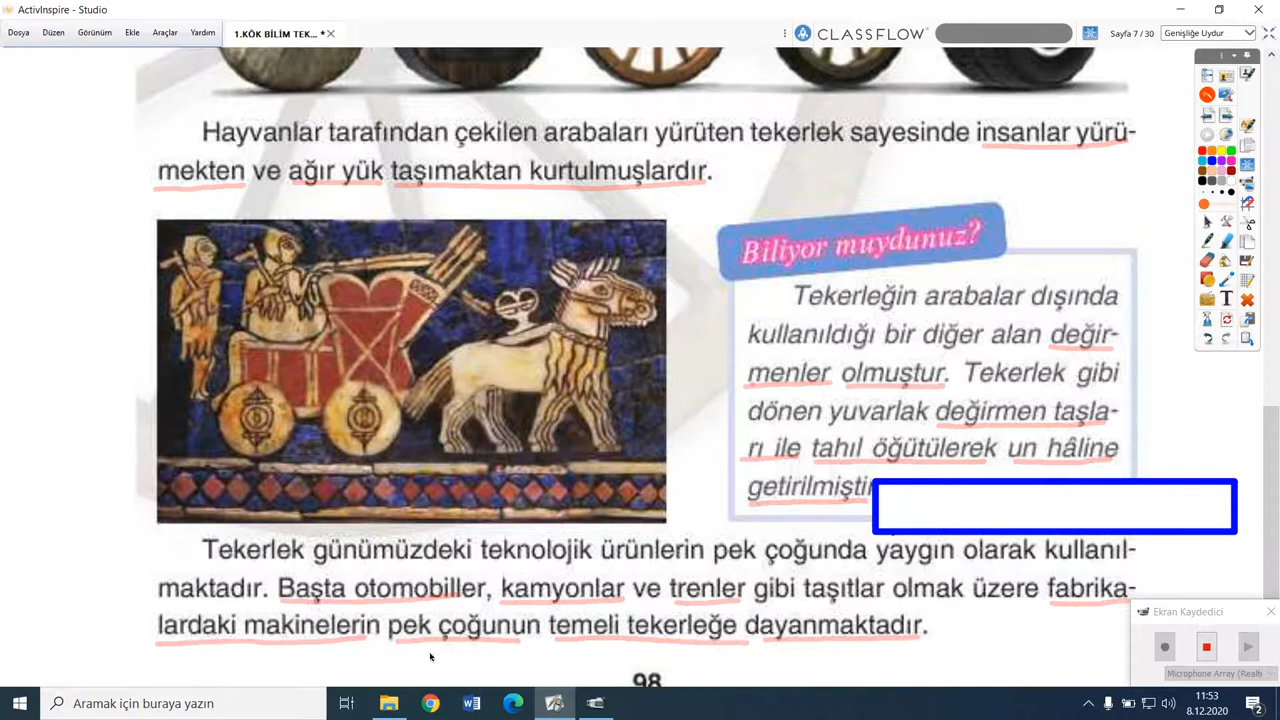 ActivInspire - Studio
Dosya Düzen Görünüm Ekle Araçlar Yardım
1.KÖK BİLİM TEK... *
CLASSFLOW
Sayfa 7 / 30
Genişliğe Uydur
Hayvanlar tarafından çekilen arabaları yürüten tekerlek sayesinde insanlar yürü-
mekten ve ağır yük taşımaktan kurtulmuşlardır.
Biliyor muydunuz?
Tekerleğin arabalar dışında
kullanıldığı bir diğer alan değir-
menler olmuştur. Tekerlek gibi
dönen yuvarlak değirmen taşla-
rı ile tahıl öğütülerek un hâline
getirilmişti
Tekerlek günümüzdeki teknolojik ürünlerin pek çoğunda yaygın olarak kullanıl-
maktadır. Başta otomobiller, kamyonlar ve trenler gibi taşıtlar olmak üzere fabrika-
lardaki makinelerin pek çoğunun temeli tekerleğe dayanmaktadır.
98
Ekran Kaydedici
Microphone Array (Realt
Aramak için buraya yazın
11:53
8.12.2020
2